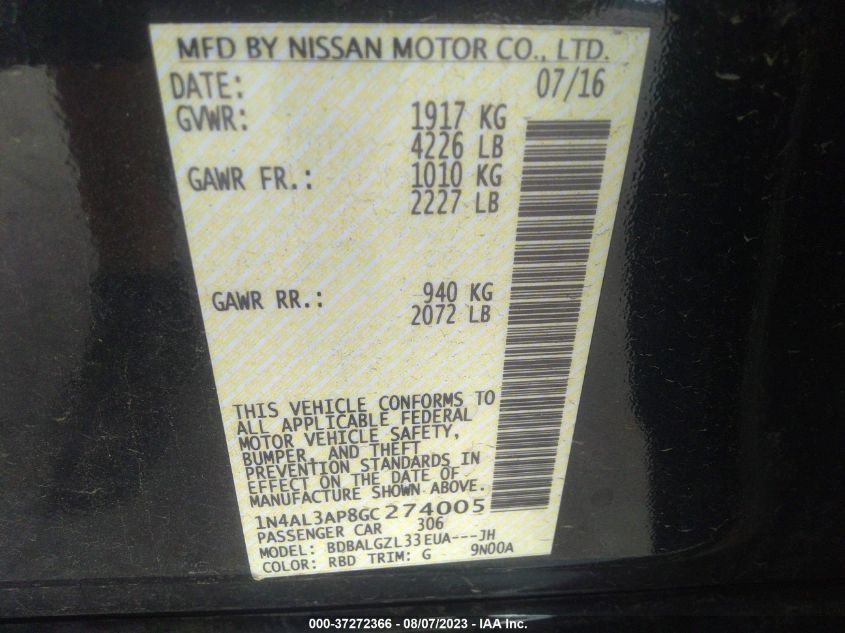 MFD BY NISSAN MOTOR CO., LTD.
DATE: 07/16
GVWR: 1917 KG
4226 LB
GAWR FR.: 1010 KG
2227 LB
GAWR RR.: 940 KG
2072 LB
THIS VEHICLE CONFORMS TO
ALL APPLICABLE FEDERAL
MOTOR VEHICLE SAFETY,
BUMPER, AND THEFT
PREVENTION STANDARDS IN
EFFECT ON THE DATE OF
MANUFACTURE SHOWN ABOVE.
1N4AL3AP8GC274005
PASSENGER CAR 306
MODEL: BDBALGZL33EUA---JH
COLOR: RBD TRIM: G 9N00A
000-37272366 - 08/07/2023 - IAA Inc.